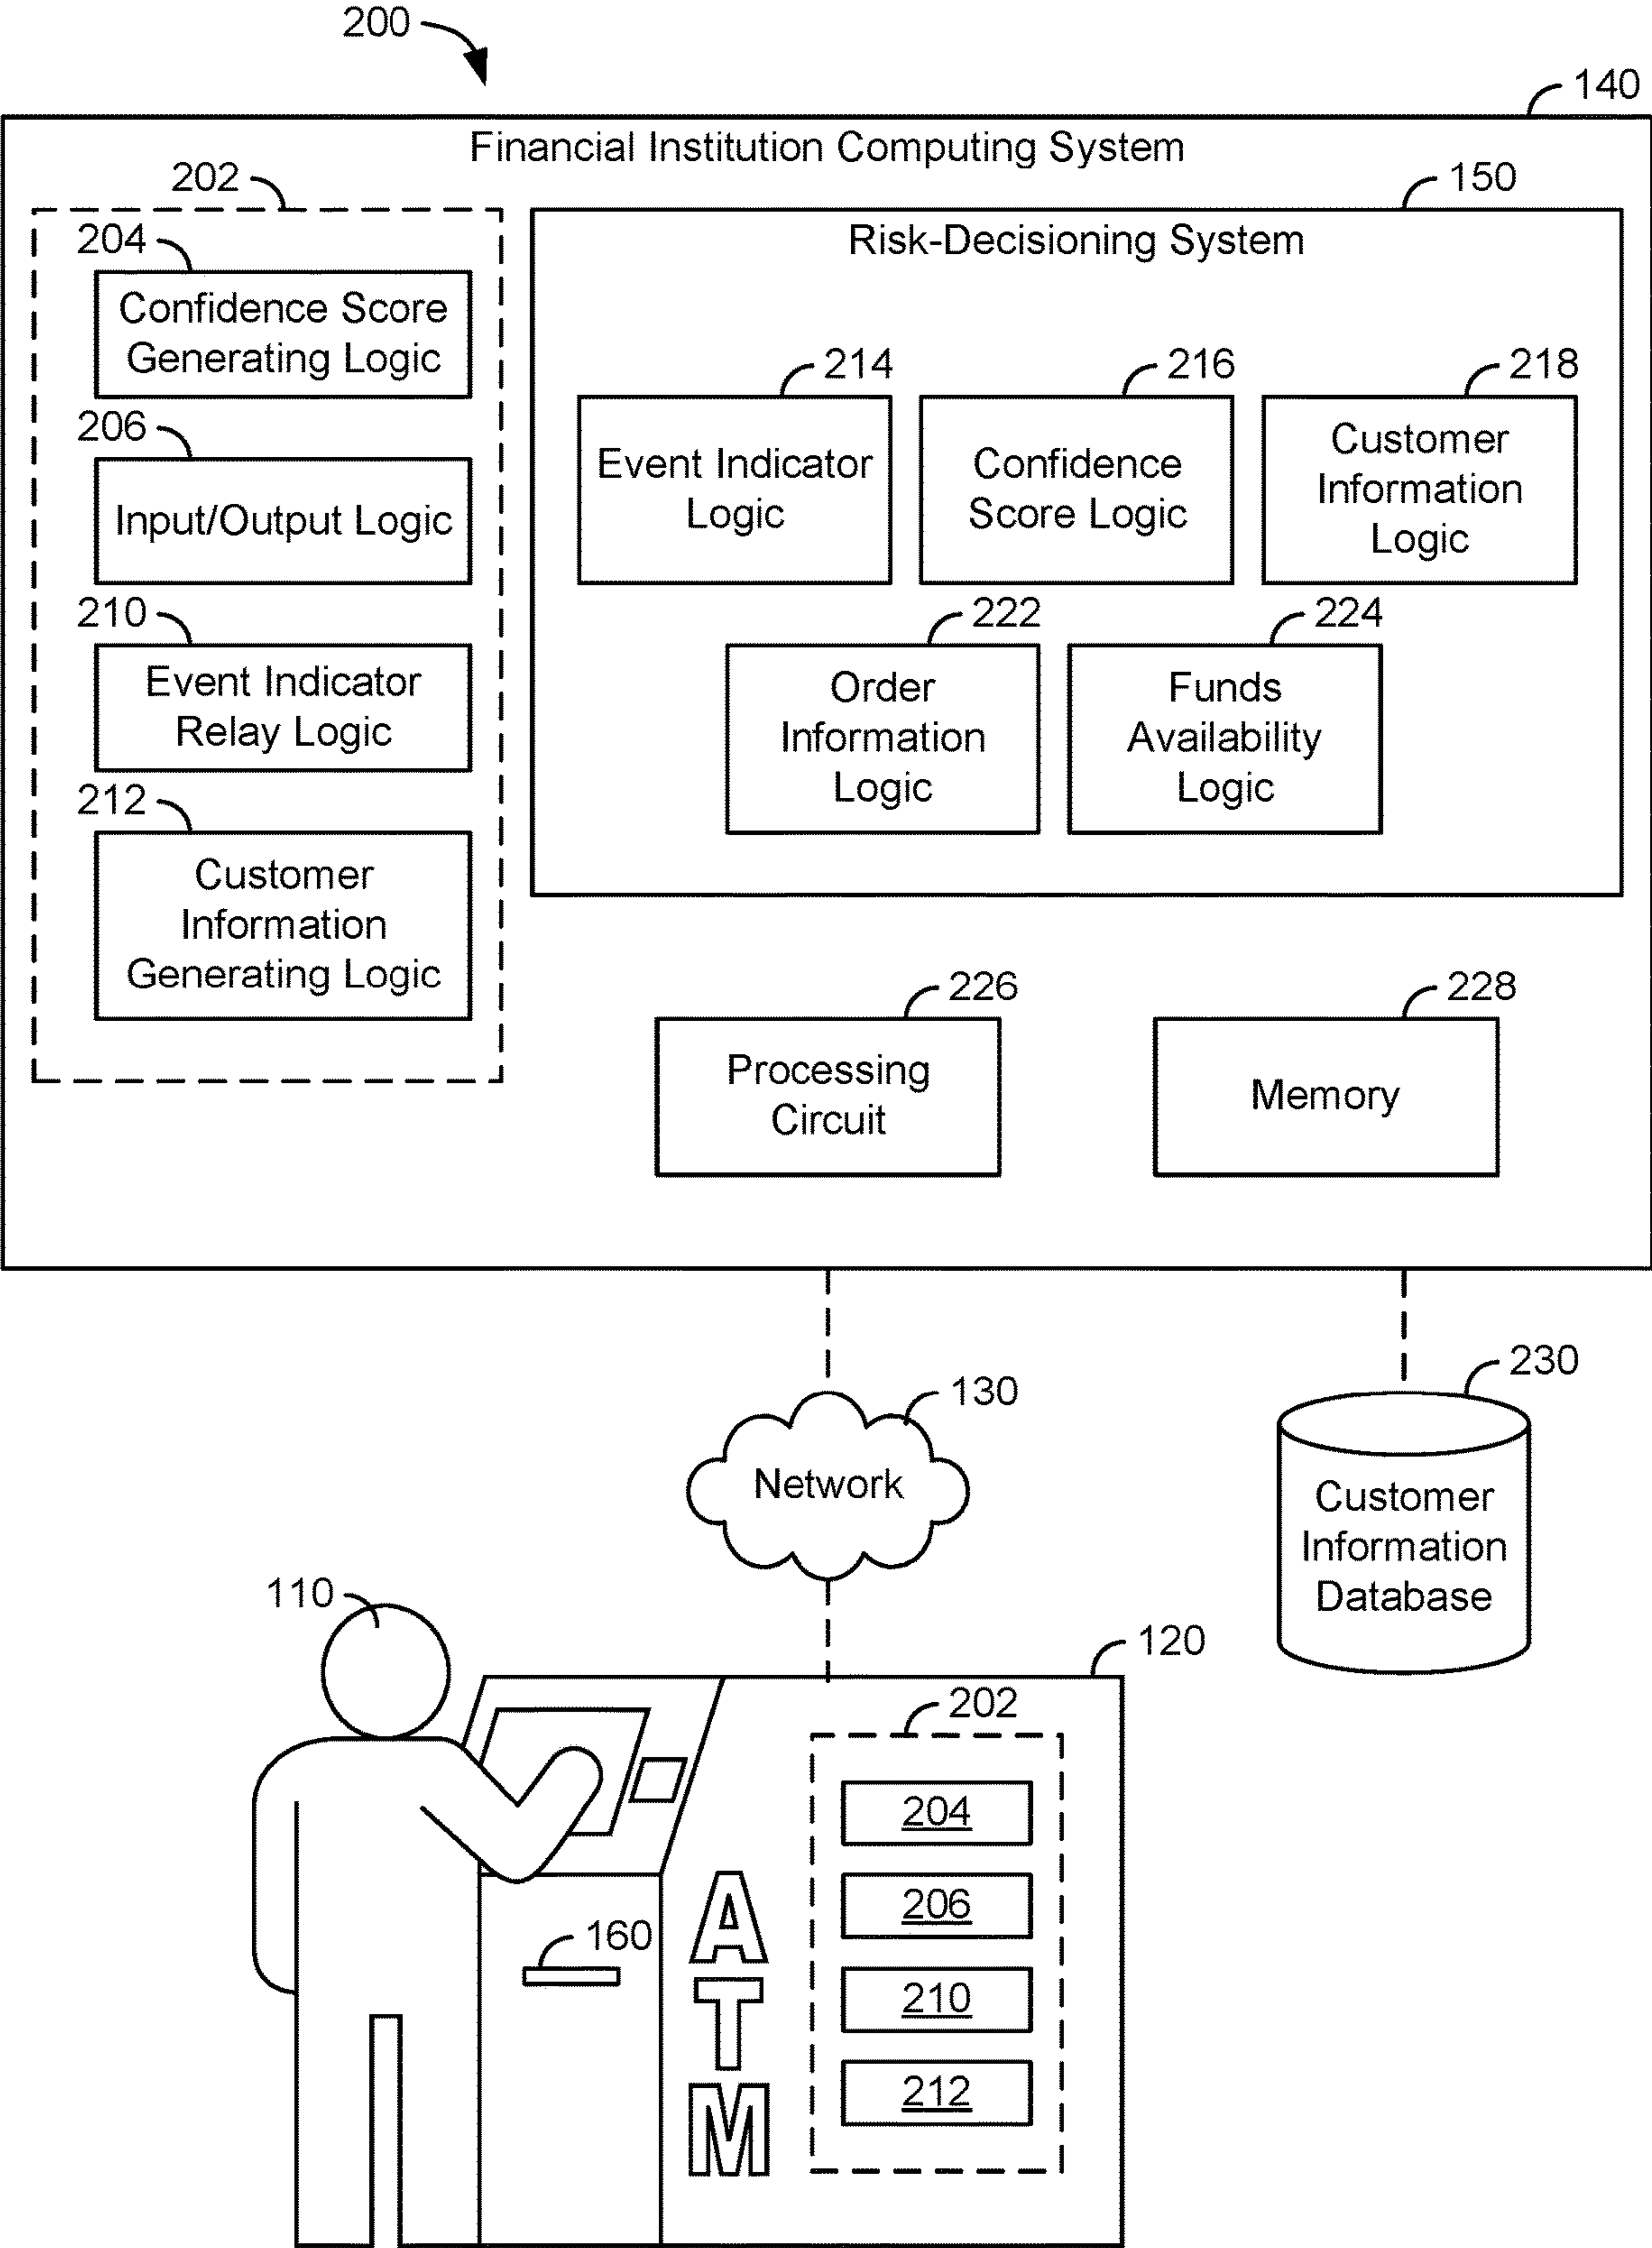 200
140
Financial Institution Computing System
202
150
204
Risk-Decisioning System
Confidence Score
Generating Logic
214
216
218
206
Event Indicator
Logic
Confidence
Score Logic
Customer
Information
Logic
Input/Output Logic
210
222
224
Event Indicator
Relay Logic
Order
Information
Logic
Funds
Availability
Logic
212
Customer
Information
Generating Logic
226
228
Processing
Circuit
Memory
130
230
Network
Customer
Information
Database
110
120
202
204
206
160
210
212
ATM